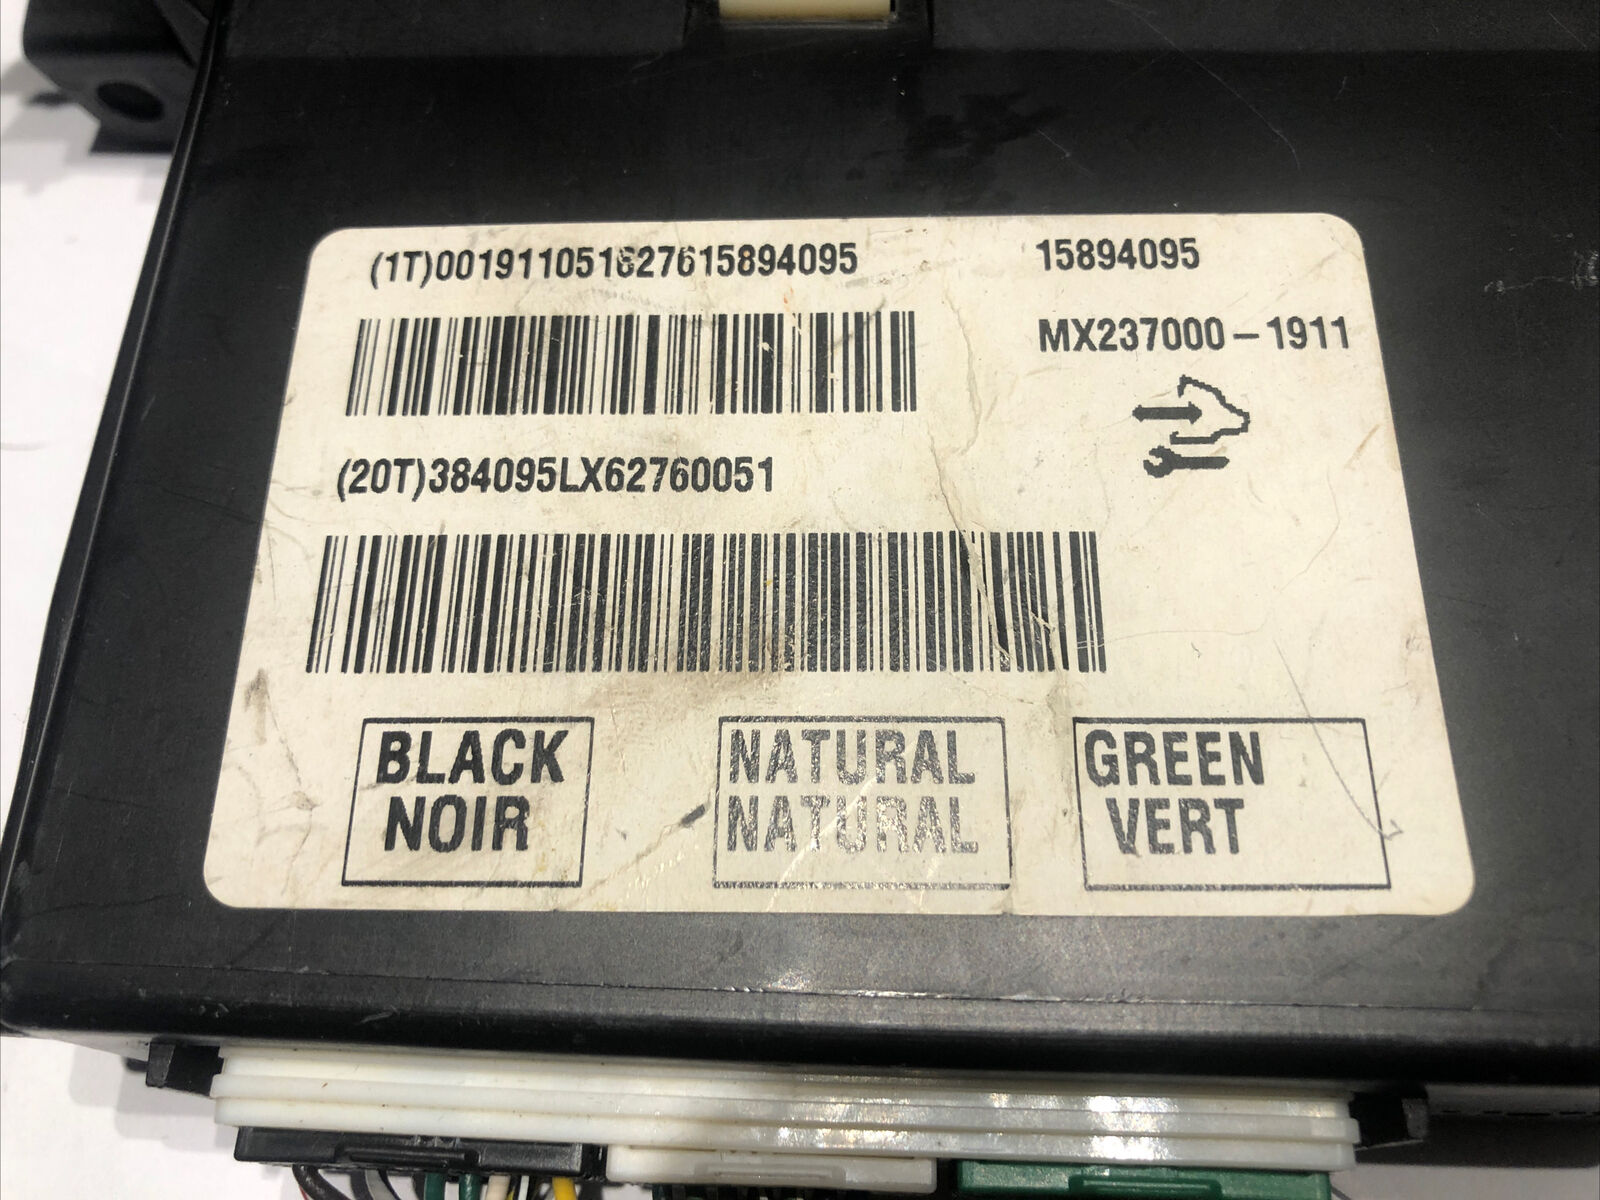 (1T)001911051627615894095
15894095
MX237000-1911
(20T)384095LX62760051
BLACK
NOIR
NATURAL
NATURAL
GREEN
VERT